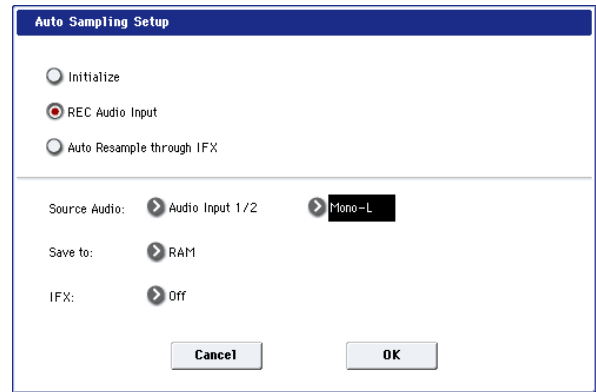 Auto Sampling Setup
Initialize
REC Audio Input
Auto Resample through IFX
Source Audio: Audio Input 1/2 Mono-L
Save to: RAM
IFX: Off
Cancel OK